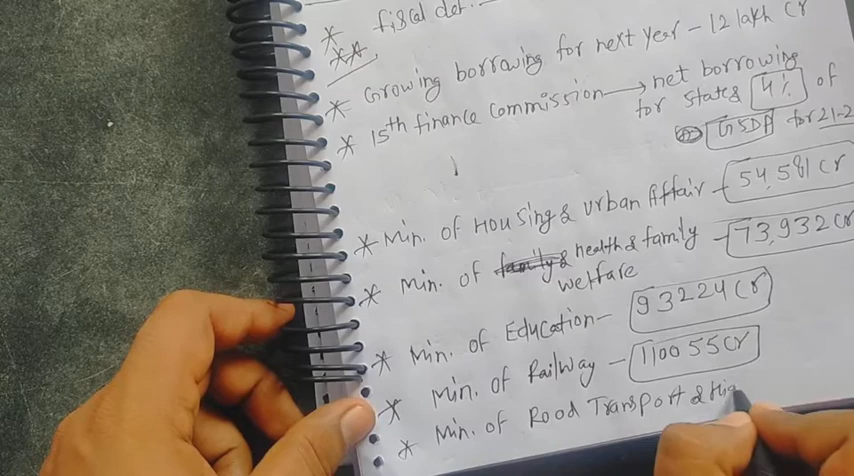 * fiscal def.
**
* Growing borrowing for next year - 12 lakh Cr
* 15th finance commission → net borrowing
for states 4% of
GSDP for 21-2
* Min. of Housing & urban Affair - 54,581 Cr
* Min. of family & health & family - 73,932 Cr
welfare
* Min. of Education - 93224 Cr
* Min. of Railway - 110055 Cr
* Min. of Road Transport & Hig